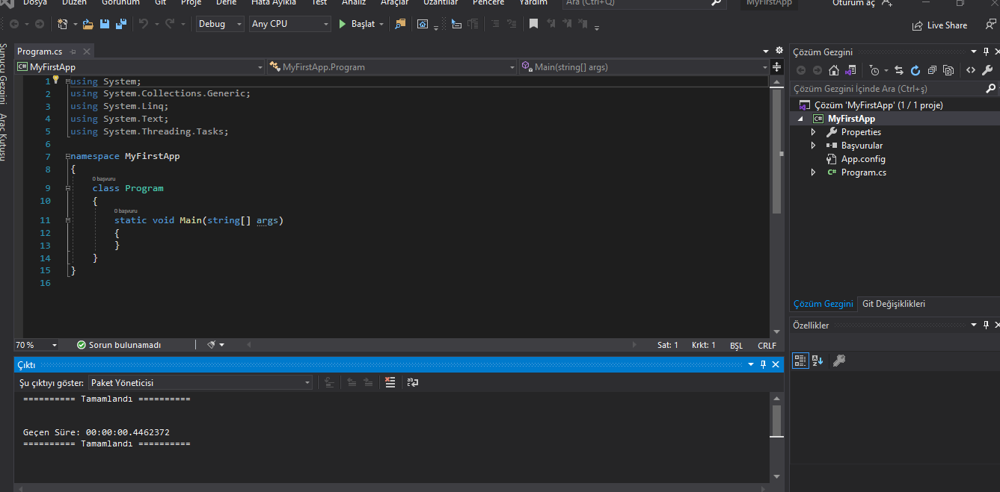 Dosya Düzen Görünüm Git Proje Derle Hata Ayıkla Test Analiz Araçlar Uzantılar Pencere Yardım Ara (Ctrl+Q) MyFirstApp Oturum aç
Debug Any CPU Başlat Live Share
Sunucu Gezgini
Araç Kutusu
Program.cs
MyFirstApp MyFirstApp.Program Main(string[] args)
1 using System;
2 using System.Collections.Generic;
3 using System.Linq;
4 using System.Text;
5 using System.Threading.Tasks;
6
7 namespace MyFirstApp
8 {
0 başvuru
9 class Program
10 {
0 başvuru
11 static void Main(string[] args)
12 {
13 }
14 }
15 }
16
70 % Sorun bulunamadı Sat: 1 Krkt: 1 BŞL CRLF
Çıktı
Şu çıktıyı göster: Paket Yöneticisi
========== Tamamlandı ==========
Geçen Süre: 00:00:00.4462372
========== Tamamlandı ==========
Çözüm Gezgini
Çözüm Gezgini İçinde Ara (Ctrl+ş)
Çözüm 'MyFirstApp' (1 / 1 proje)
C# MyFirstApp
Properties
Başvurular
App.config
C# Program.cs
Çözüm Gezgini Git Değişiklikleri
Özellikler